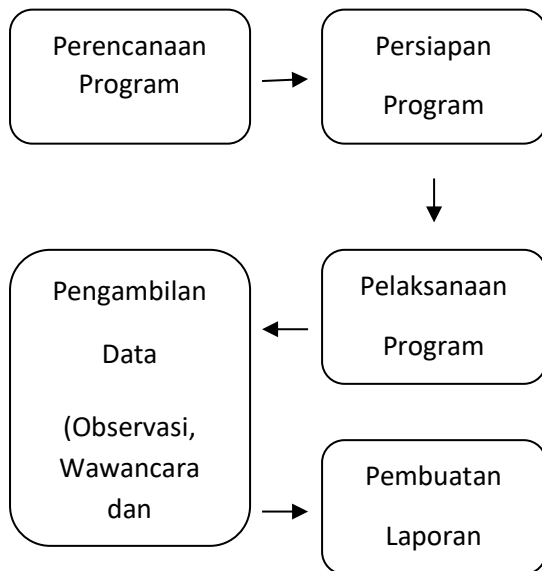 Perencanaan
Program
Persiapan
Program
Pelaksanaan
Program
Pengambilan
Data
(Observasi,
Wawancara
dan
Pembuatan
Laporan